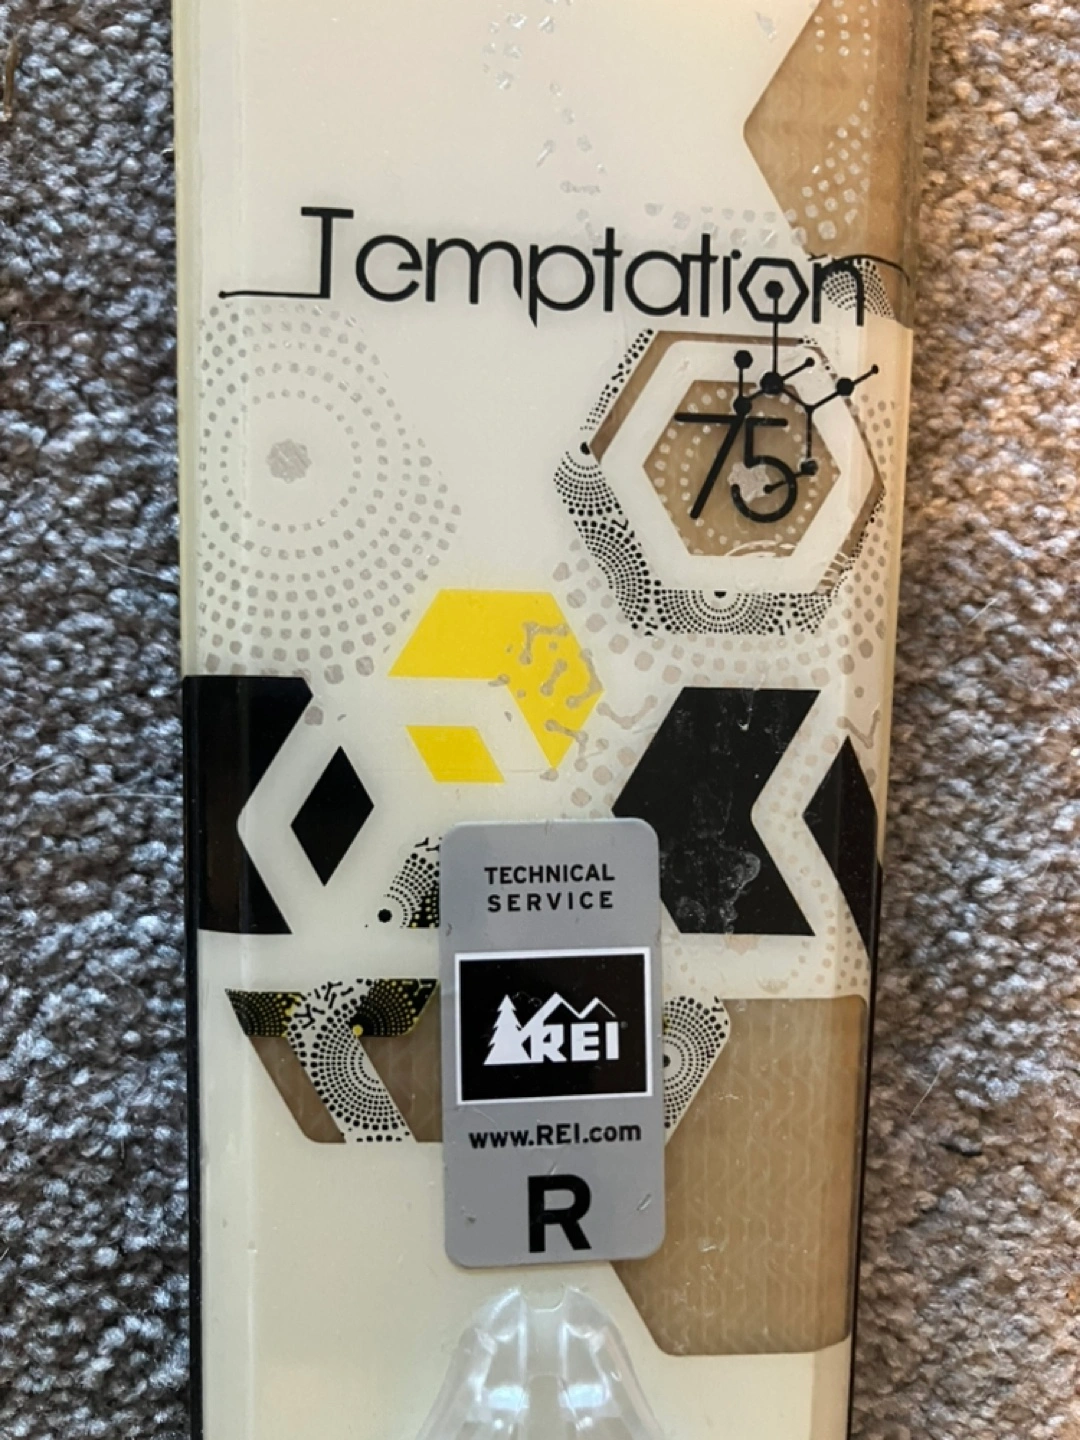 Temptation
75
TECHNICAL
SERVICE
REI
www.REI.com
R